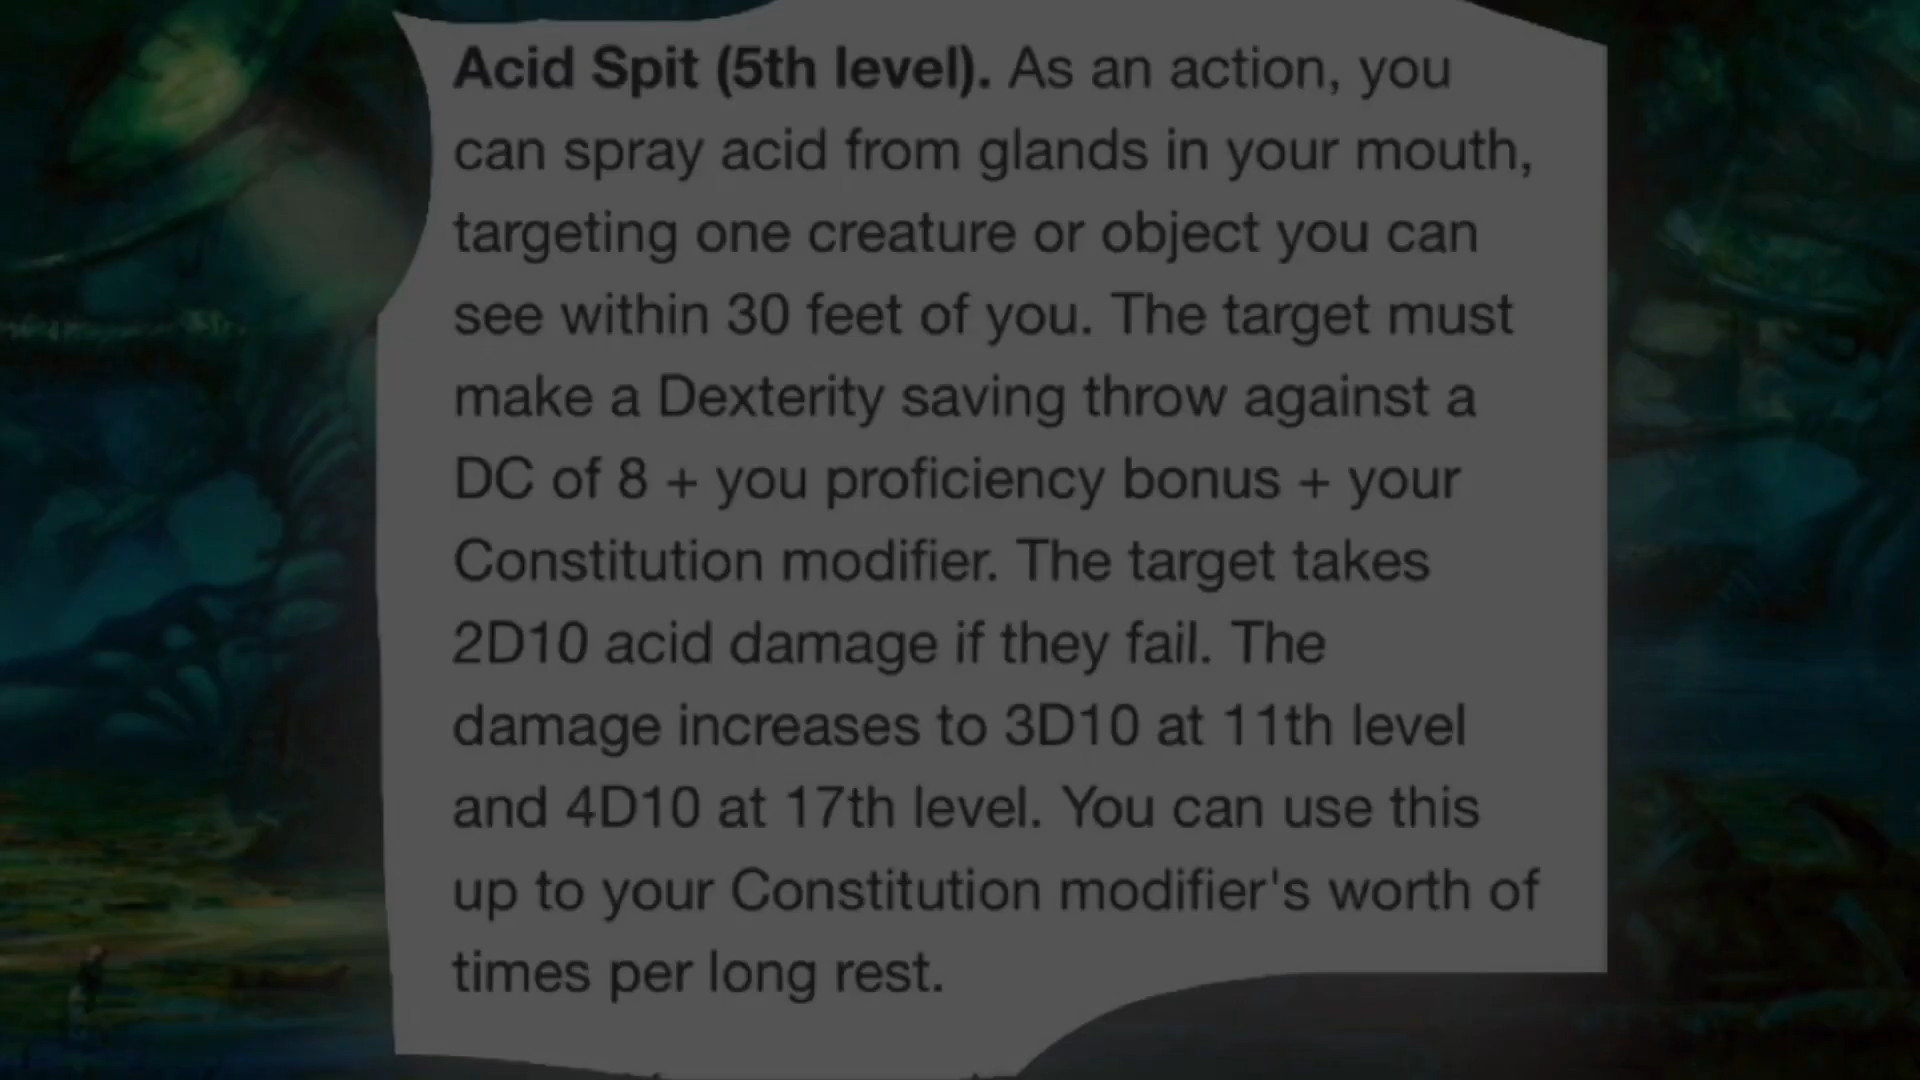 Acid Spit (5th level). As an action, you
can spray acid from glands in your mouth,
targeting one creature or object you can
see within 30 feet of you. The target must
make a Dexterity saving throw against a
DC of 8 + you proficiency bonus + your
Constitution modifier. The target takes
2D10 acid damage if they fail. The
damage increases to 3D10 at 11th level
and 4D10 at 17th level. You can use this
up to your Constitution modifier's worth of
times per long rest.